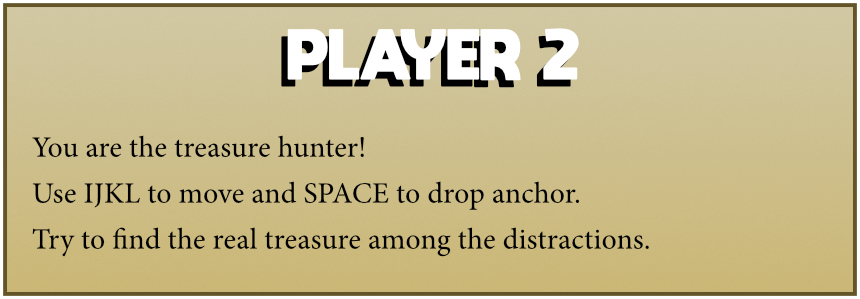 PLAYER 2
You are the treasure hunter!
Use IJKL to move and SPACE to drop anchor.
Try to find the real treasure among the distractions.